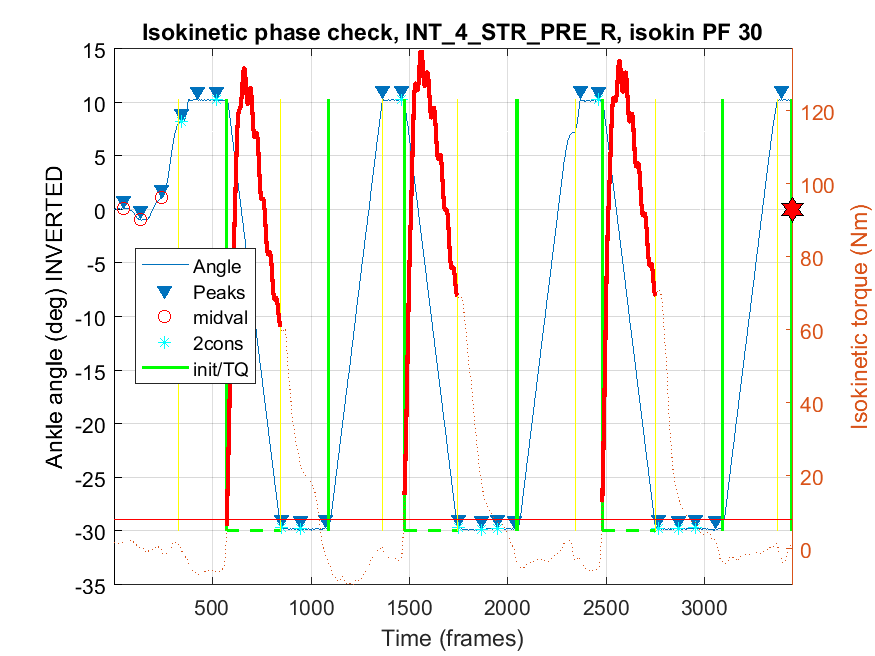 Isokinetic phase check, INT_4_STR_PRE_R, isokin PF 30
Ankle angle (deg) INVERTED
15
10
5
0
-5
-10
-15
-20
-25
-30
-35
Angle
Peaks
midval
2cons
init/TQ
500
1000
1500
2000
2500
3000
Time (frames)
120
100
80
60
40
20
0
Isokinetic torque (Nm)